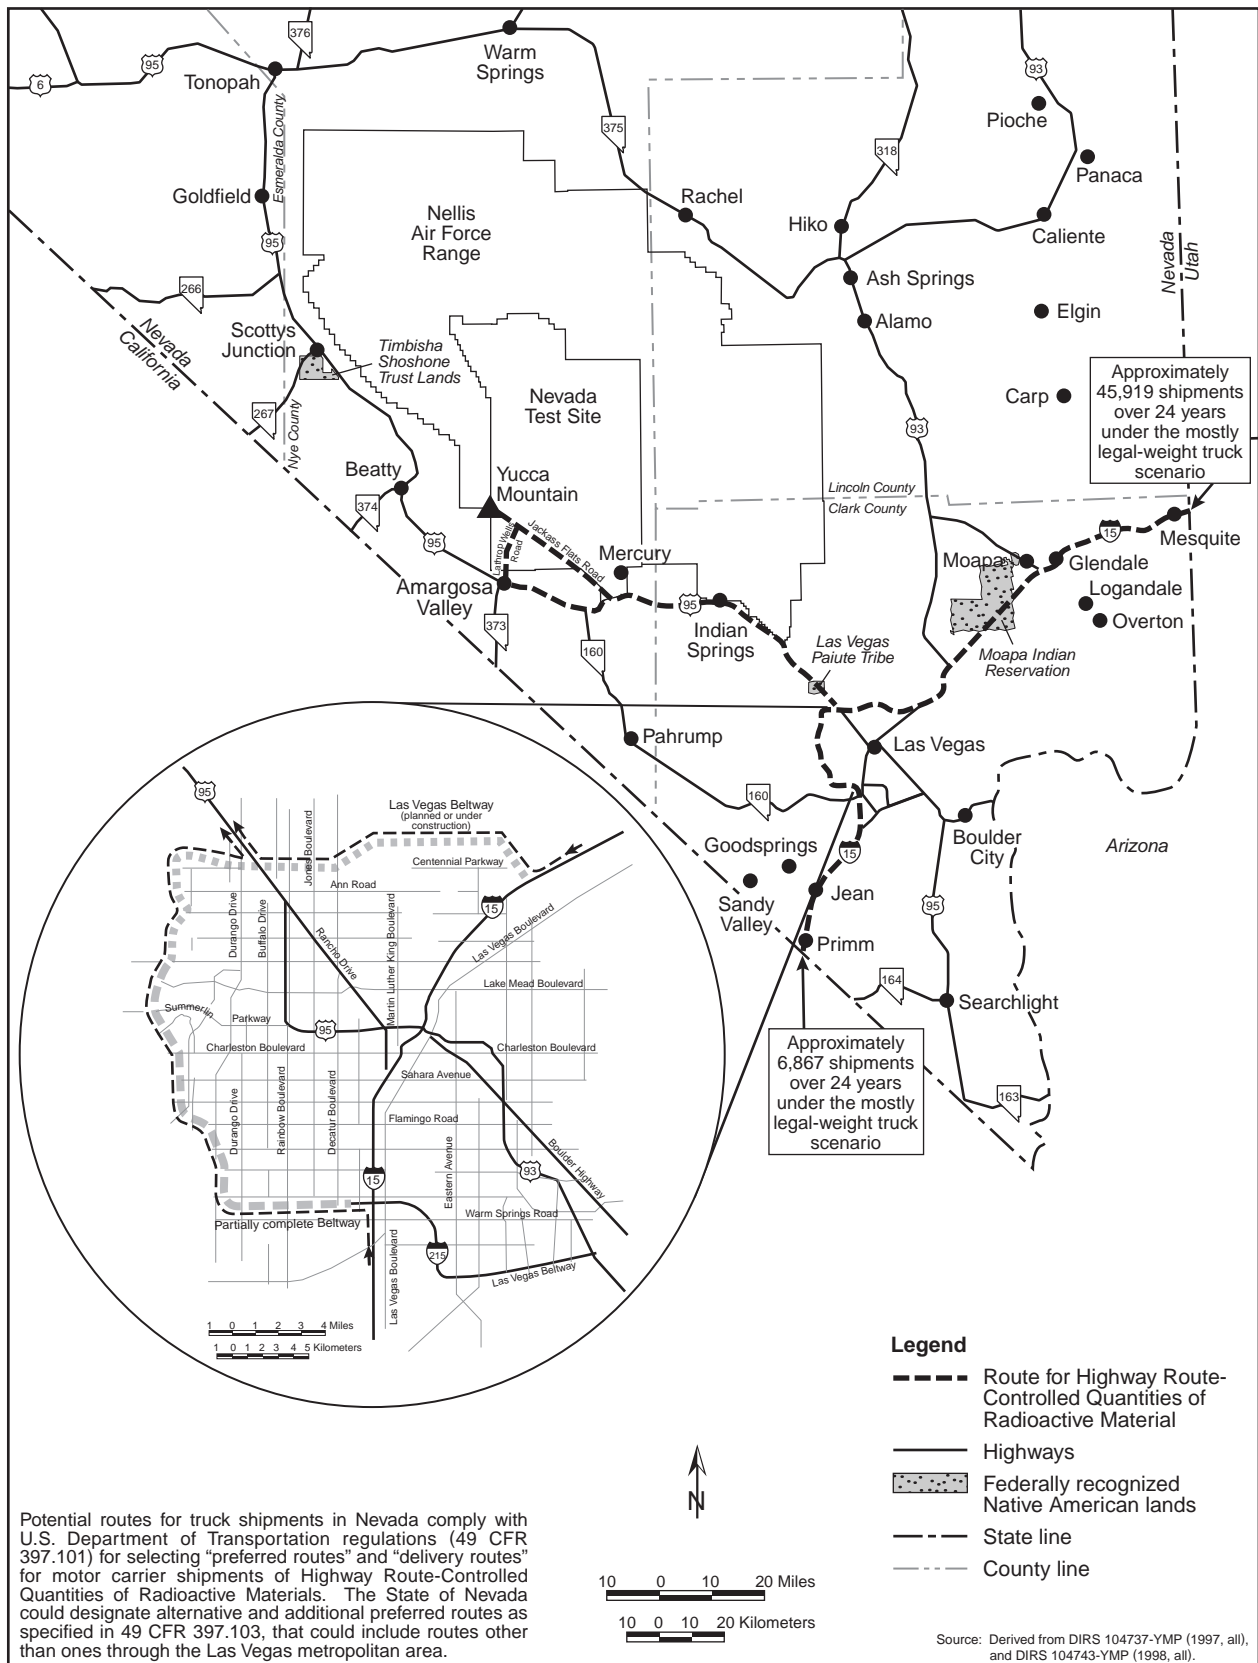 376
95
6
Tonopah
Warm
Springs
93
Pioche
375
318
Panaca
Esmeralda County
Goldfield
Nellis
Air Force
Range
Rachel
Hiko
Caliente
95
Nevada
Utah
266
Ash Springs
Nevada
California
Scottys
Junction
Timbisha
Shoshone
Trust Lands
Alamo
Elgin
Nevada
Test Site
Carp
Approximately
45,919 shipments
over 24 years
under the mostly
legal-weight truck
scenario
267
Nye County
93
Beatty
Yucca
Mountain
Lincoln County
Clark County
374
95
Lathrop Wells
Road
Jackass Flats Road
Mercury
15
Mesquite
Moapa
Glendale
Amargosa
Valley
95
Logandale
Overton
373
160
Indian
Springs
Las Vegas
Paiute Tribe
Moapa Indian
Reservation
Pahrump
Las Vegas
160
Boulder
City
Arizona
Goodsprings
15
Sandy
Valley
Jean
95
Primm
164
Searchlight
163
Approximately
6,867 shipments
over 24 years
under the mostly
legal-weight truck
scenario
95
Las Vegas Beltway
(planned or under
construction)
Jones Boulevard
Centennial Parkway
Ann Road
15
Durango Drive
Buffalo Drive
Rancho Drive
Martin Luther King Boulevard
Las Vegas Boulevard
Lake Mead Boulevard
Summerlin
Parkway
95
Charleston Boulevard
Charleston Boulevard
Sahara Avenue
Durango Drive
Rainbow Boulevard
Decatur Boulevard
Flamingo Road
Eastern Avenue
Boulder Highway
93
15
Warm Springs Road
Partially complete Beltway
215
Las Vegas Boulevard
Las Vegas Beltway
1 0 1 2 3 4 Miles
1 0 1 2 3 4 5 Kilometers
Legend
Route for Highway Route-
Controlled Quantities of
Radioactive Material
Highways
Federally recognized
Native American lands
State line
County line
N
10 0 10 20 Miles
10 0 10 20 Kilometers
Potential routes for truck shipments in Nevada comply with
U.S. Department of Transportation regulations (49 CFR
397.101) for selecting “preferred routes” and “delivery routes”
for motor carrier shipments of Highway Route-Controlled
Quantities of Radioactive Materials. The State of Nevada
could designate alternative and additional preferred routes as
specified in 49 CFR 397.103, that could include routes other
than ones through the Las Vegas metropolitan area.
Source: Derived from DIRS 104737-YMP (1997, all),
and DIRS 104743-YMP (1998, all).